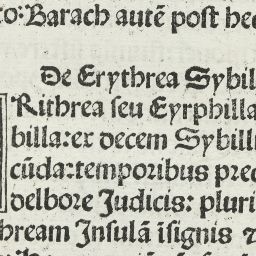 to: Barach autē poſt hec
De Erythrea Sybil
Rithrea ſeu Eyrphilla
billa: ex decem Sybill
cūda: temporibus prec
delbore Judicis: pluri
thream Inſulā iſignis